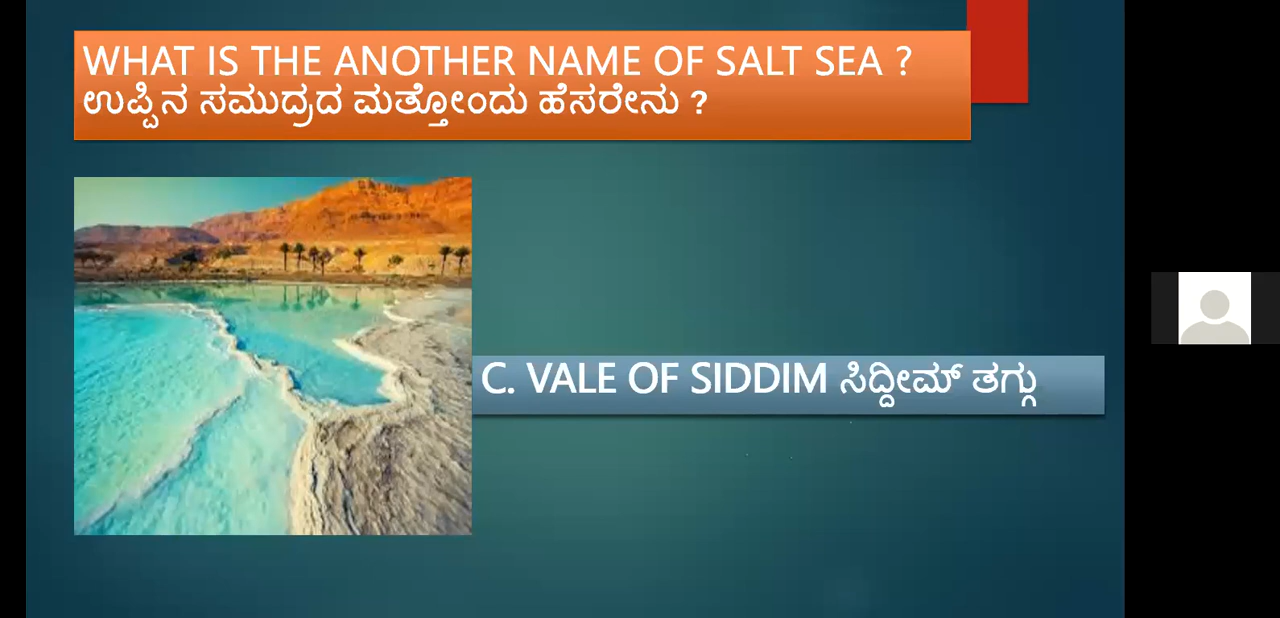 WHAT IS THE ANOTHER NAME OF SALT SEA ?
ಉಪ್ಪಿನ ಸಮುದ್ರದ ಮತ್ತೋಂದು ಹೆಸರೇನು ?
C. VALE OF SIDDIM ಸಿದ್ದೀಮ್ ತಗ್ಗು